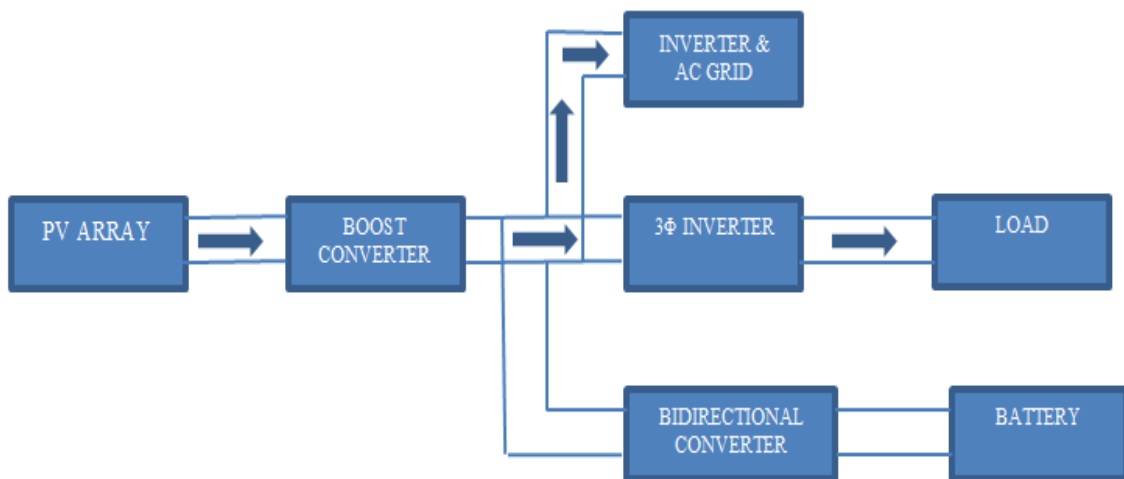 INVERTER &
AC GRID
PV ARRAY
BOOST
CONVERTER
3Φ INVERTER
LOAD
BIDIRECTIONAL
CONVERTER
BATTERY